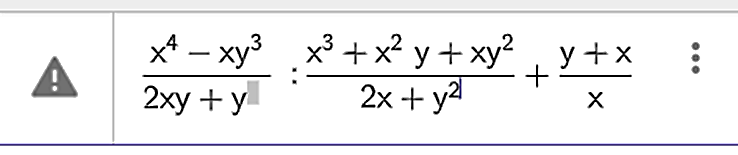 (x⁴ − xy³)/(2xy + y) : (x³ + x² y + xy²)/(2x + y²) + (y + x)/x